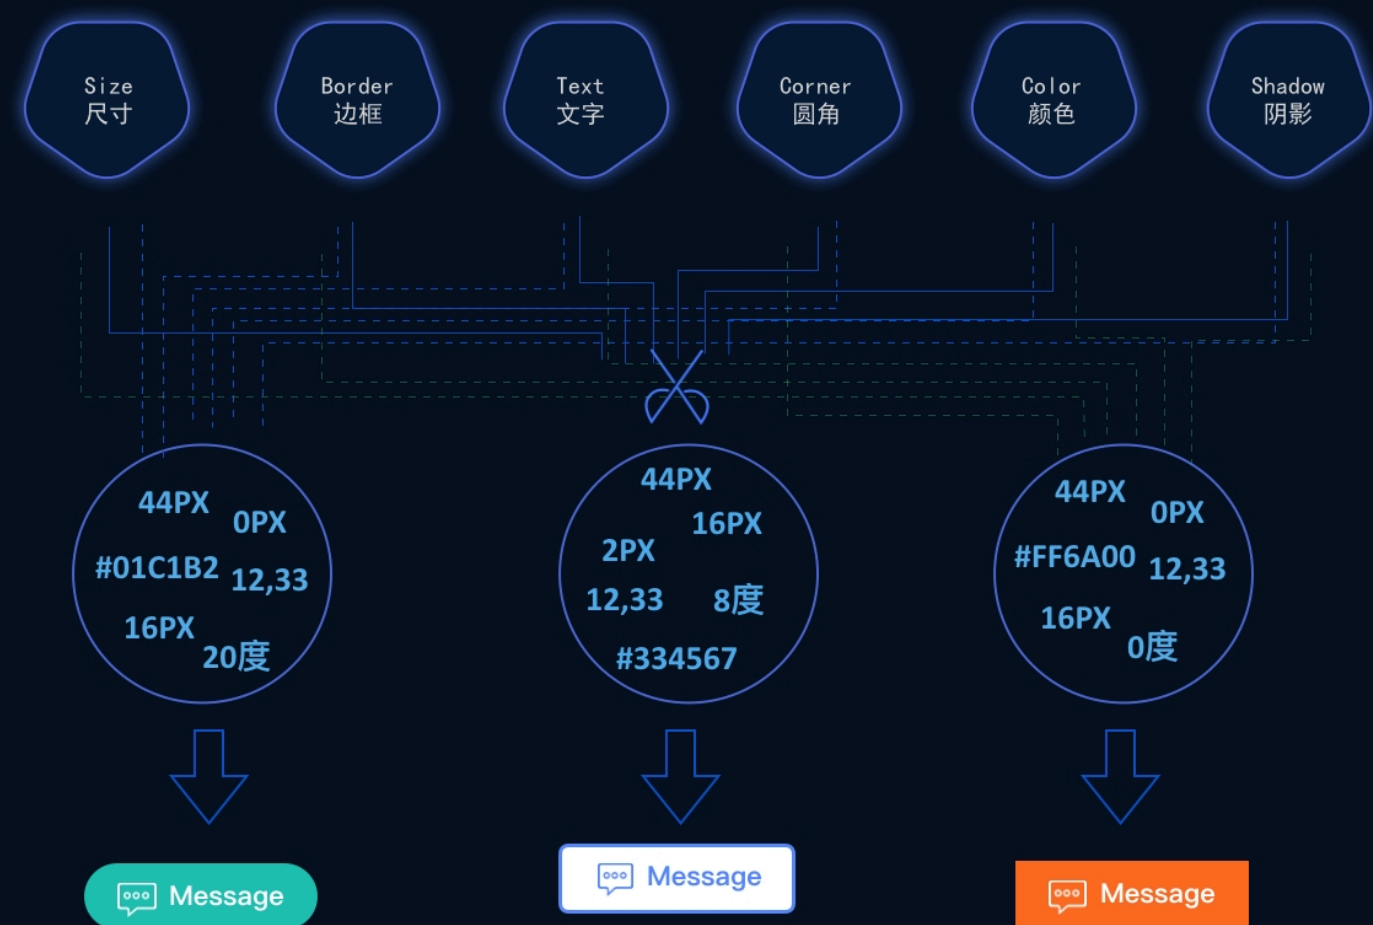 Size
尺寸
Border
边框
Text
文字
Corner
圆角
Color
颜色
Shadow
阴影
44PX
0PX
#01C1B2
12,33
16PX
20度
44PX
16PX
2PX
12,33
8度
#334567
44PX
0PX
#FF6A00
12,33
16PX
0度
Message
Message
Message